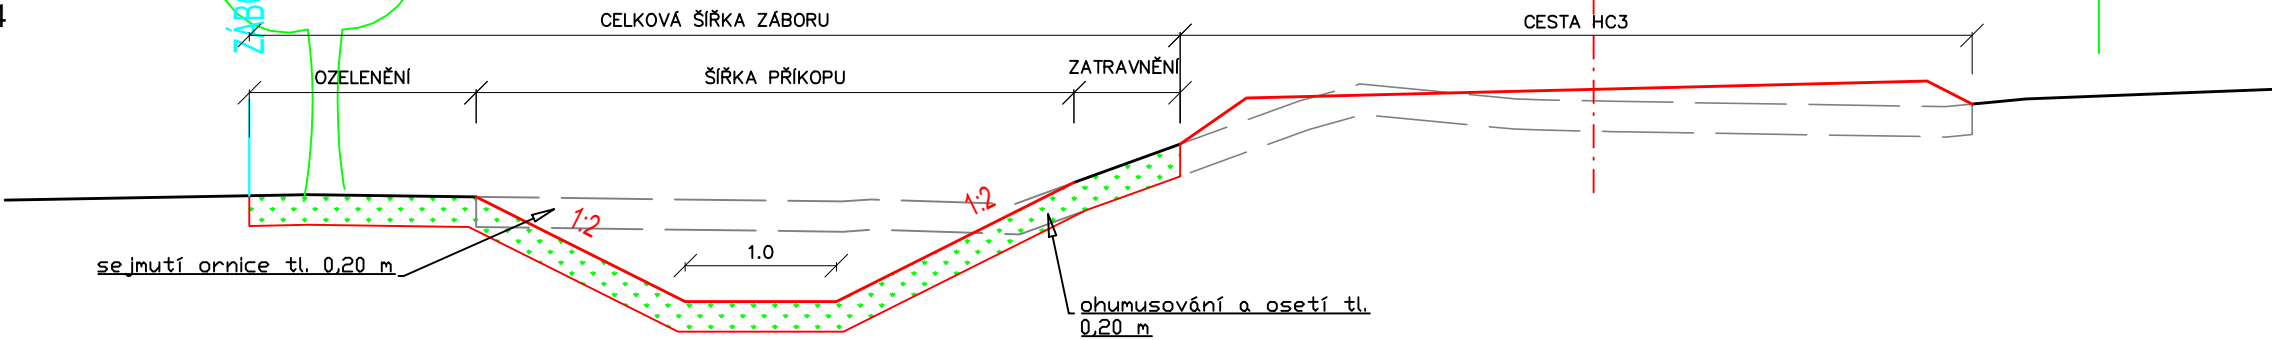 4
CELKOVÁ ŠÍŘKA ZÁBORU
CESTA HC3
OZELENĚNÍ
ŠÍŘKA PŘÍKOPU
ZATRAVNĚNÍ
1:2
1:2
1.0
sejmutí ornice tl. 0,20 m
ohumusování a osetí tl.
0,20 m